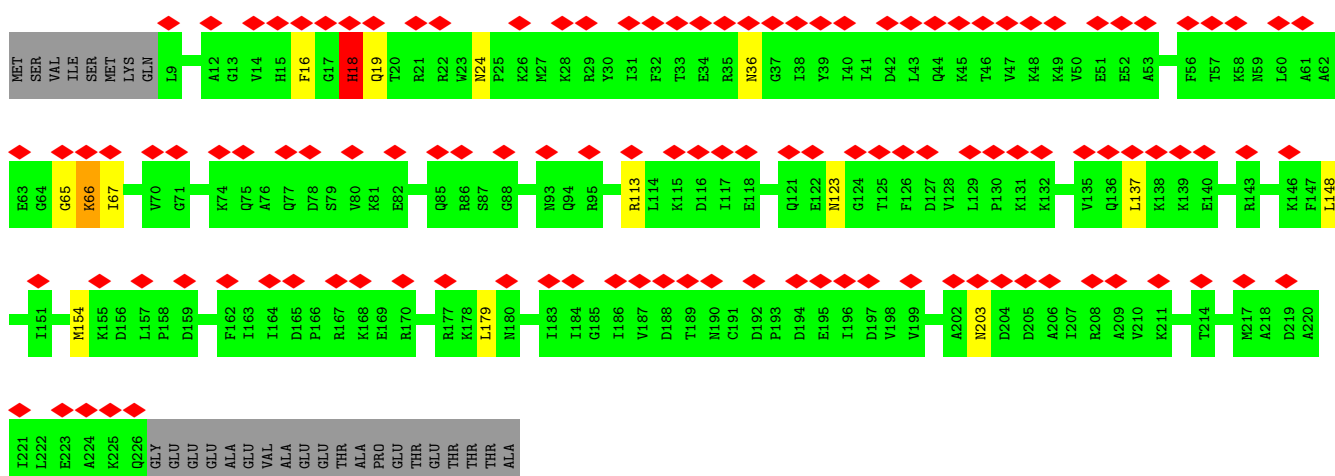 MET SER VAL ILE SER MET LYS GLN L9 A12 G13 V14 H15 F16 G17 H18 Q19 T20 R21 R22 W23 N24 P25 K26 M27 K28 R29 Y30 I31 F32 T33 E34 R35 N36 G37 I38 Y39 I40 I41 D42 L43 Q44 K45 T46 V47 K48 K49 V50 E51 E52 A53 F56 T57 K58 N59 L60 A61 A62
E63 G64 G65 K66 I67 V70 G71 K74 Q75 A76 Q77 D78 S79 V80 K81 E82 Q85 R86 S87 G88 N93 Q94 R95 R113 L114 K115 D116 I117 E118 Q121 E122 N123 G124 T125 F126 D127 V128 L129 P130 K131 K132 V135 Q136 L137 K138 K139 E140 R143 K146 F147 L148
I151 M154 K155 D156 L157 P158 D159 F162 I163 I164 D165 P166 R167 K168 E169 R170 R177 K178 L179 N180 I183 I184 G185 I186 V187 D188 T189 N190 C191 D192 P193 D194 E195 I196 D197 V198 V199 A202 N203 D204 D205 A206 I207 R208 A209 V210 K211 T214 M217 A218 D219 A220
I221 L222 E223 A224 K225 Q226 GLY GLU GLU GLU ALA GLU VAL ALA GLU GLU THR ALA PRO GLU THR GLU THR THR THR ALA